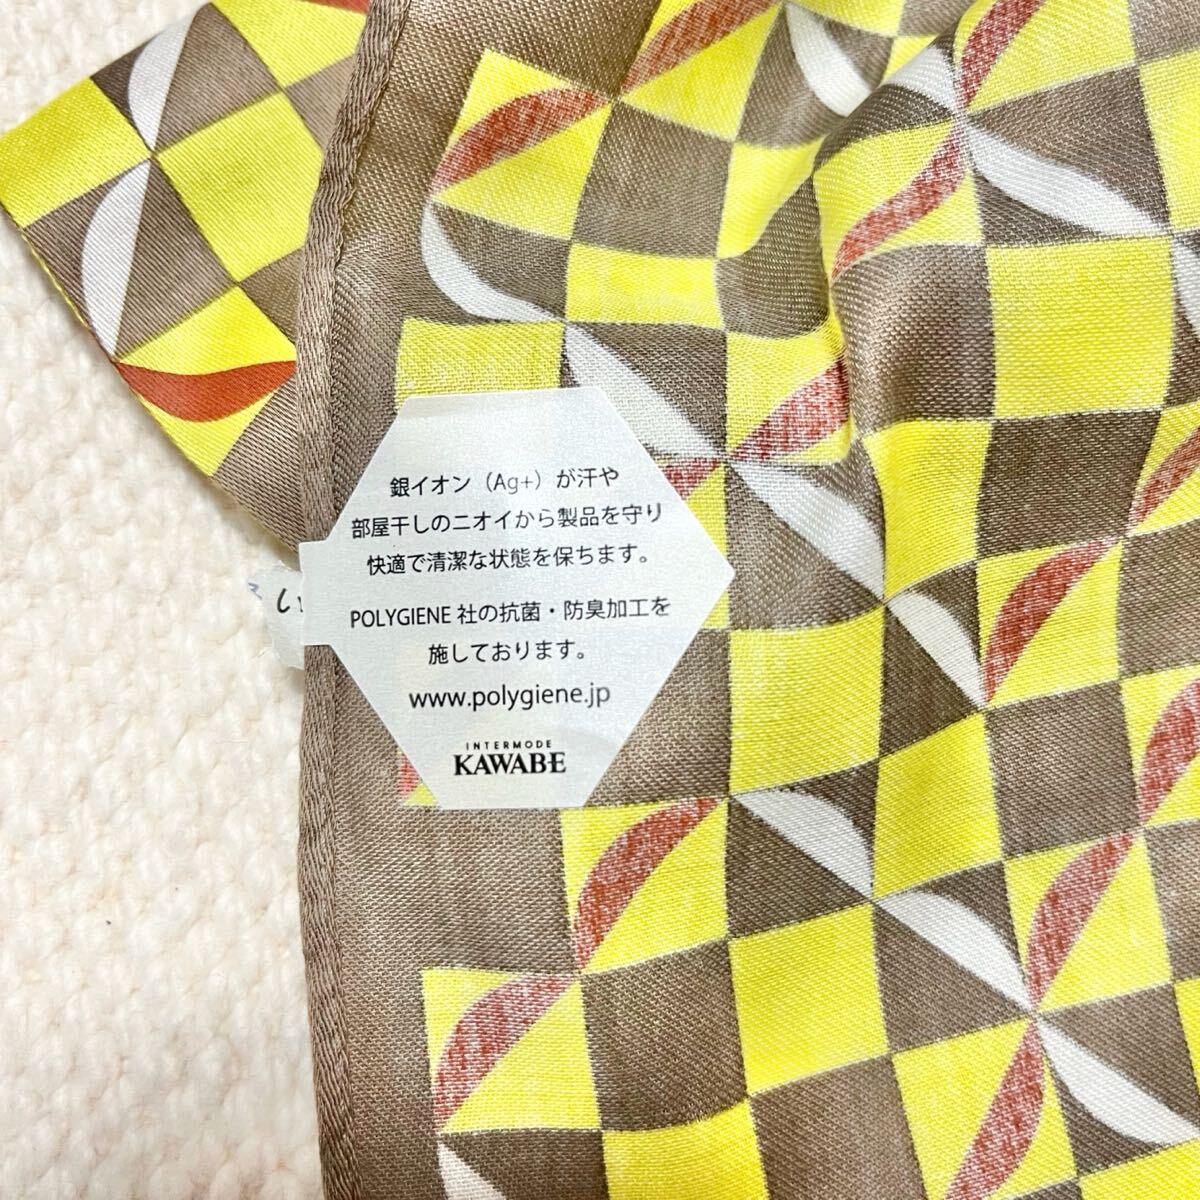 銀イオン（Ag+）が汗や
部屋干しのニオイから製品を守り
快適で清潔な状態を保ちます。
POLYGIENE 社の抗菌・防臭加工を
施しております。
www.polygiene.jp
INTERMODE
KAWABE